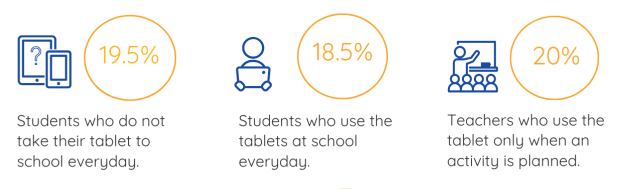 ?
19.5%
Students who do not
take their tablet to
school everyday.
18.5%
Students who use the
tablets at school
everyday.
20%
Teachers who use the
tablet only when an
activity is planned.